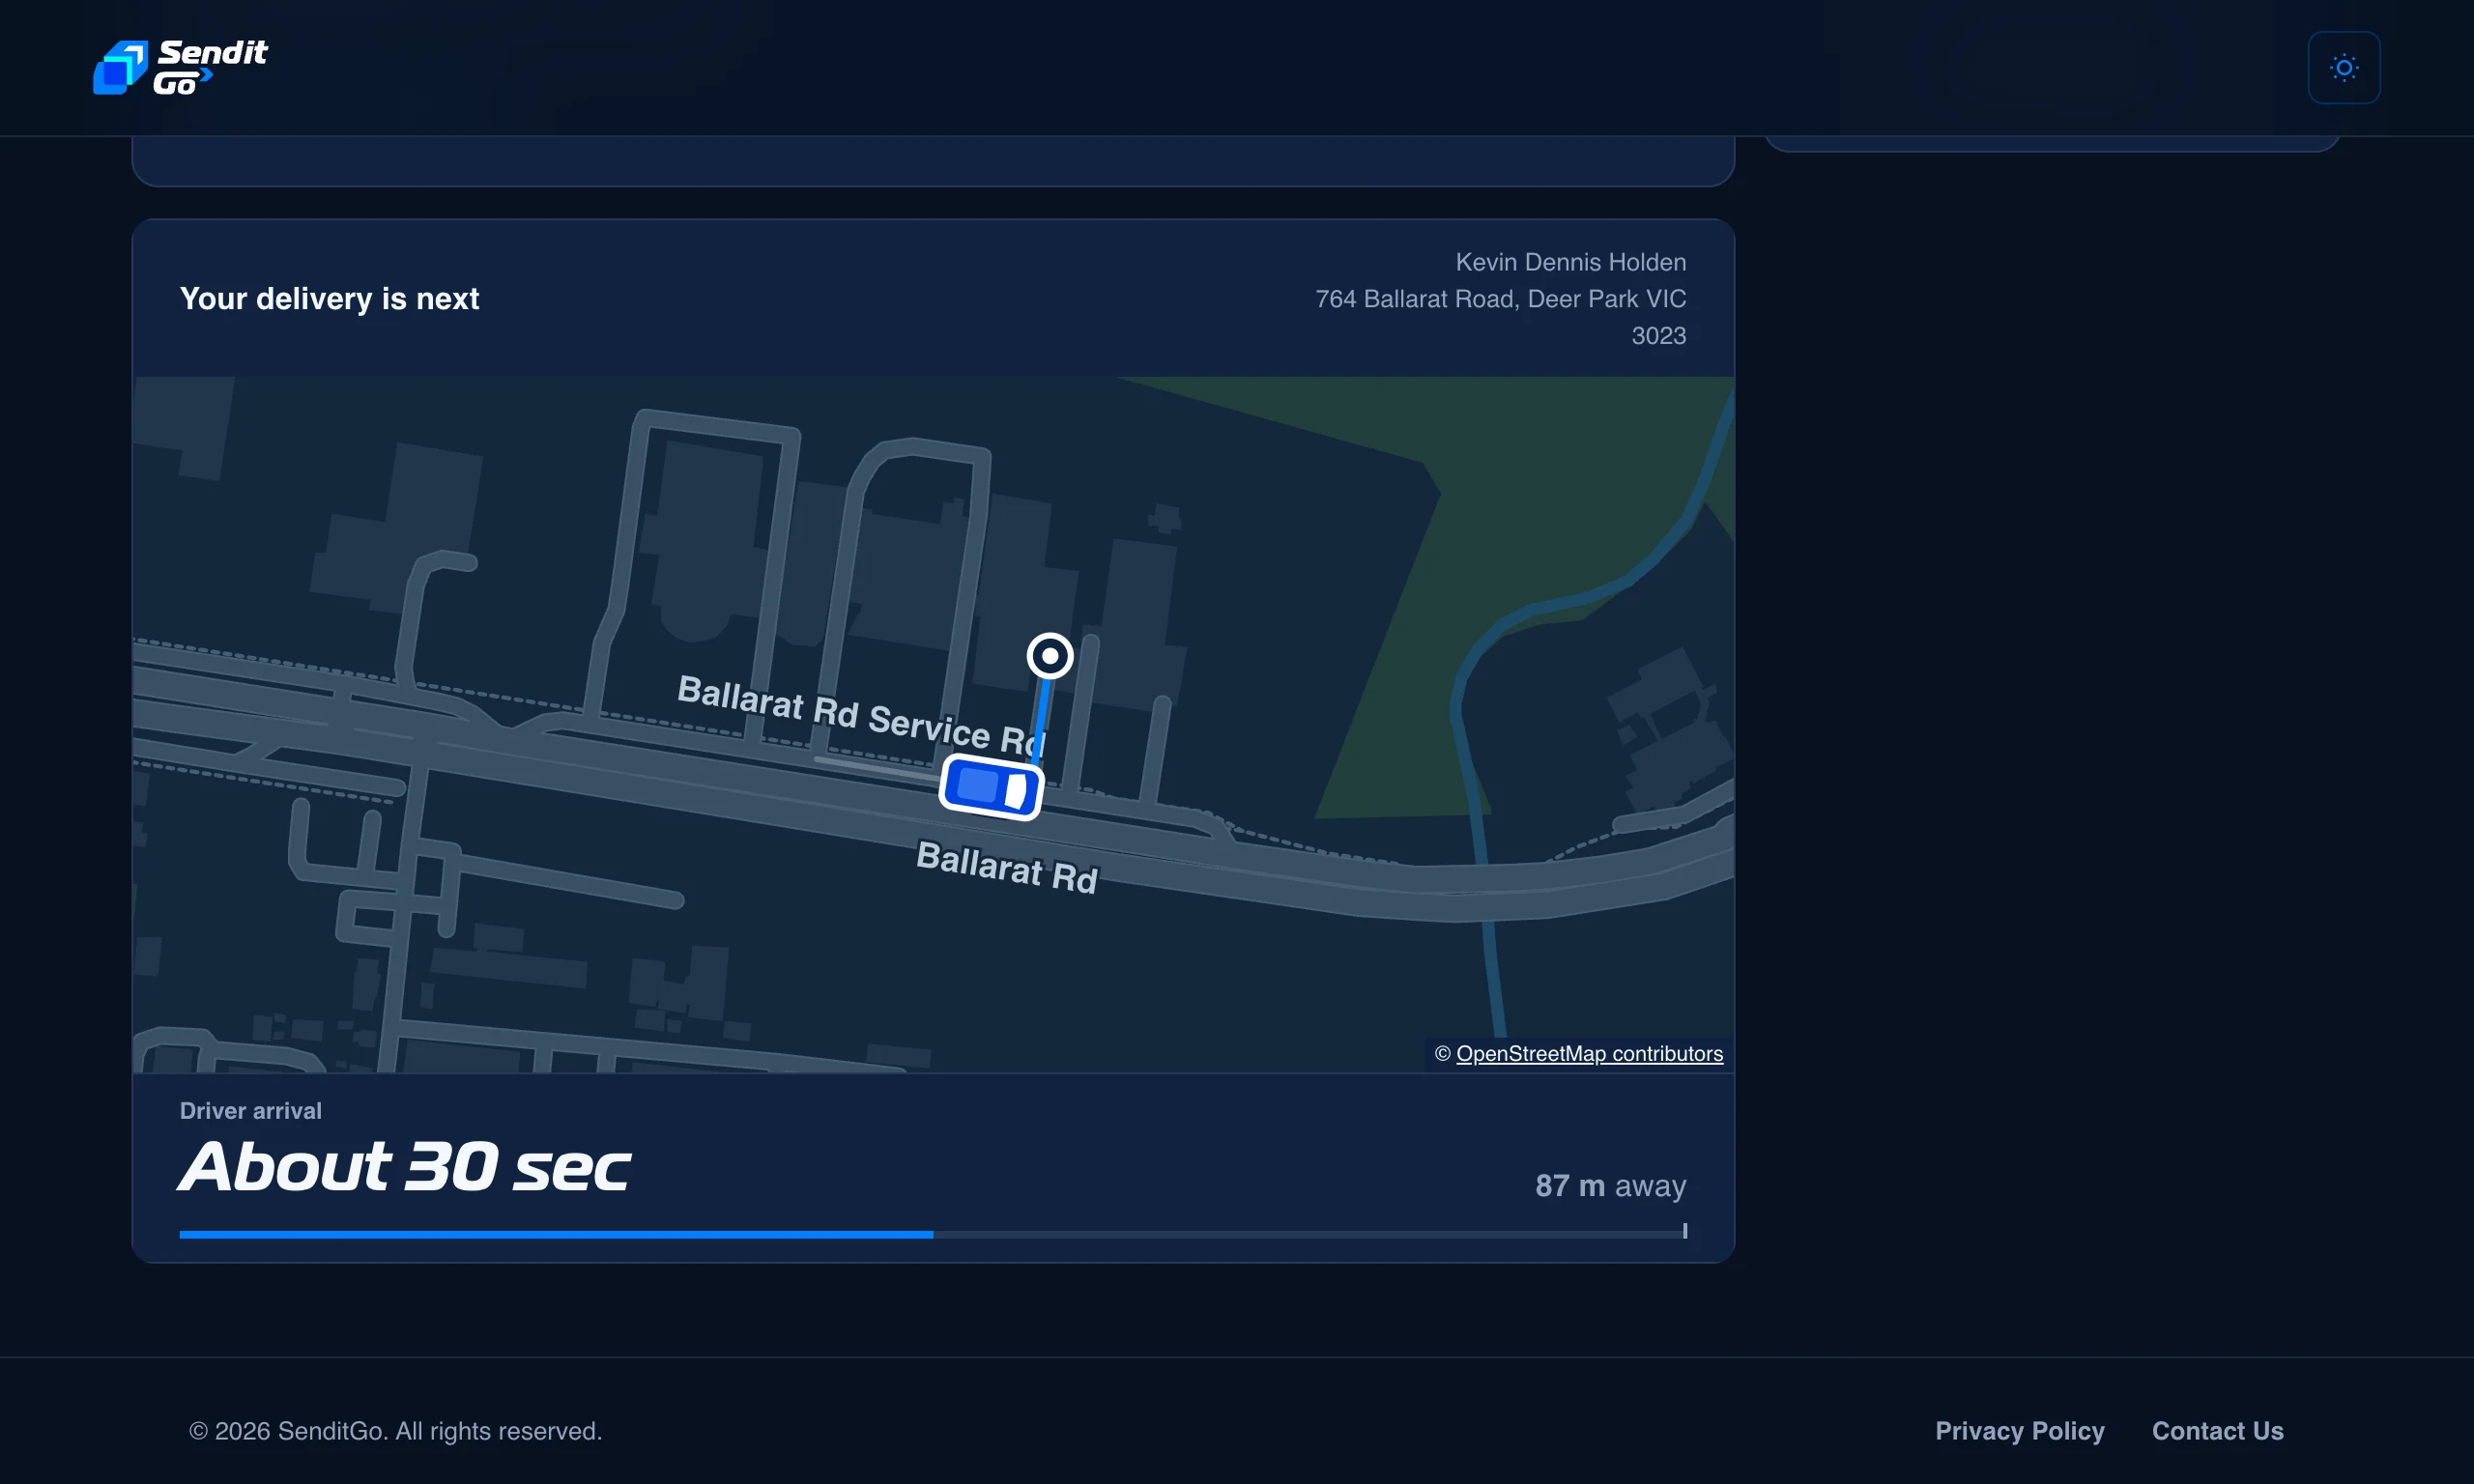 Sendit
Go
Your delivery is next
Kevin Dennis Holden
764 Ballarat Road, Deer Park VIC
3023
Ballarat Rd Service Rd
Ballarat Rd
© OpenStreetMap contributors
Driver arrival
About 30 sec
87 m away
© 2026 SenditGo. All rights reserved.
Privacy Policy
Contact Us